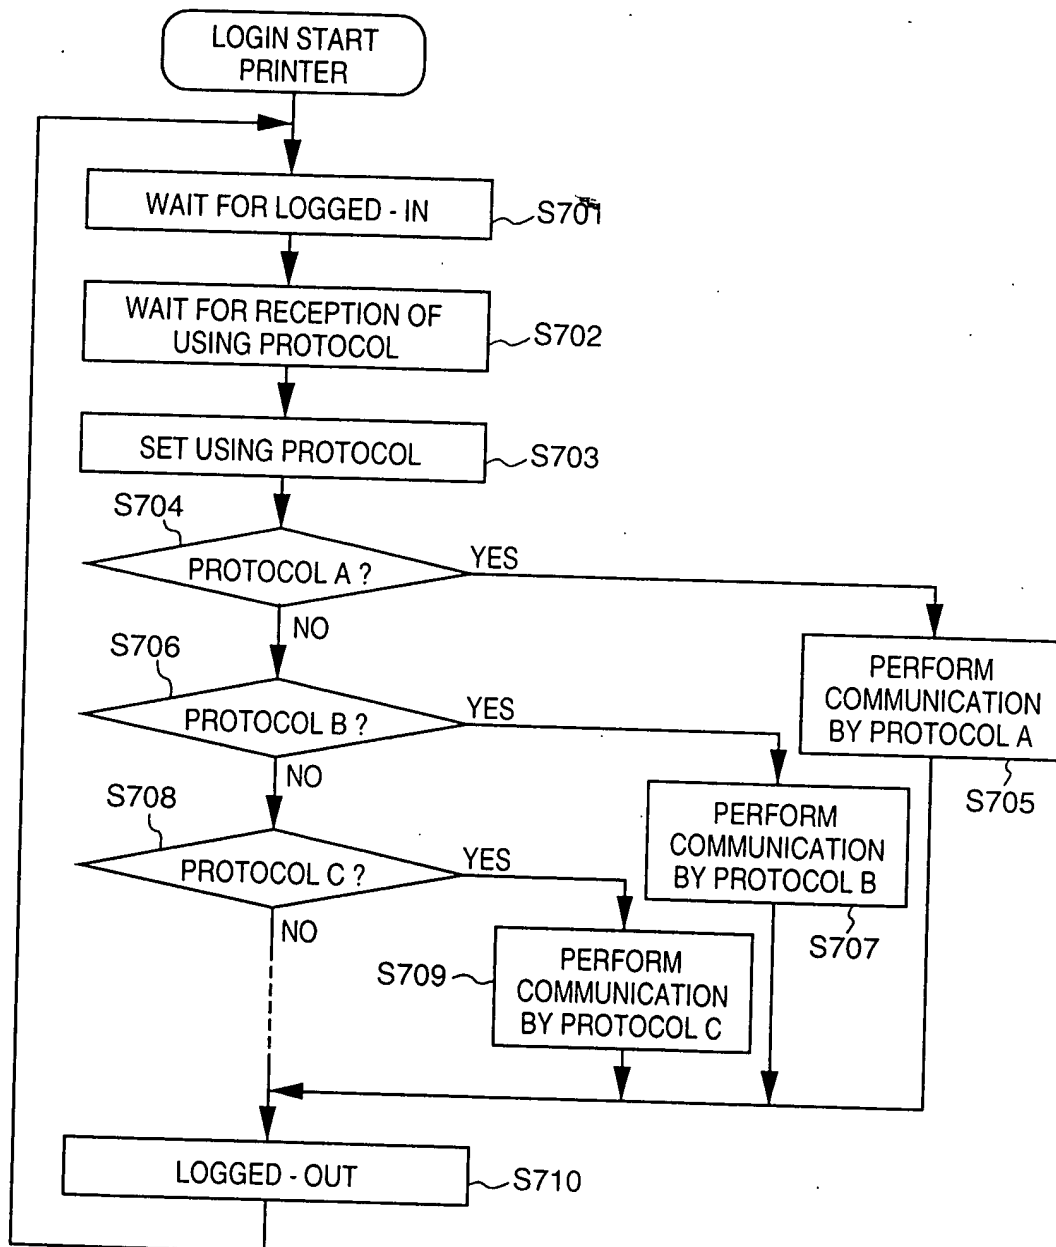 LOGIN START
PRINTER
WAIT FOR LOGGED - IN
S701
WAIT FOR RECEPTION OF
USING PROTOCOL
S702
SET USING PROTOCOL
S703
S704
PROTOCOL A ?
YES
NO
PERFORM
COMMUNICATION
BY PROTOCOL A
S705
S706
PROTOCOL B ?
YES
NO
PERFORM
COMMUNICATION
BY PROTOCOL B
S707
S708
PROTOCOL C ?
YES
NO
S709
PERFORM
COMMUNICATION
BY PROTOCOL C
LOGGED - OUT
S710